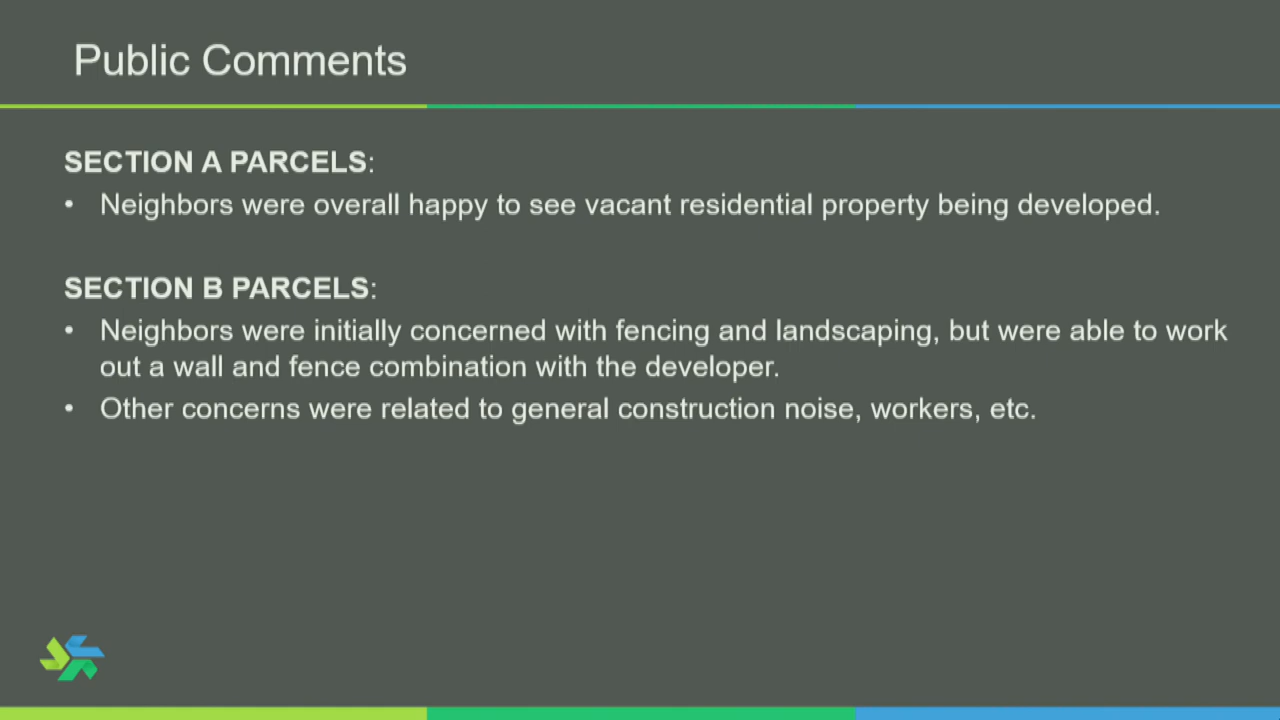 Public Comments
SECTION A PARCELS:
• Neighbors were overall happy to see vacant residential property being developed.
SECTION B PARCELS:
• Neighbors were initially concerned with fencing and landscaping, but were able to work
out a wall and fence combination with the developer.
• Other concerns were related to general construction noise, workers, etc.